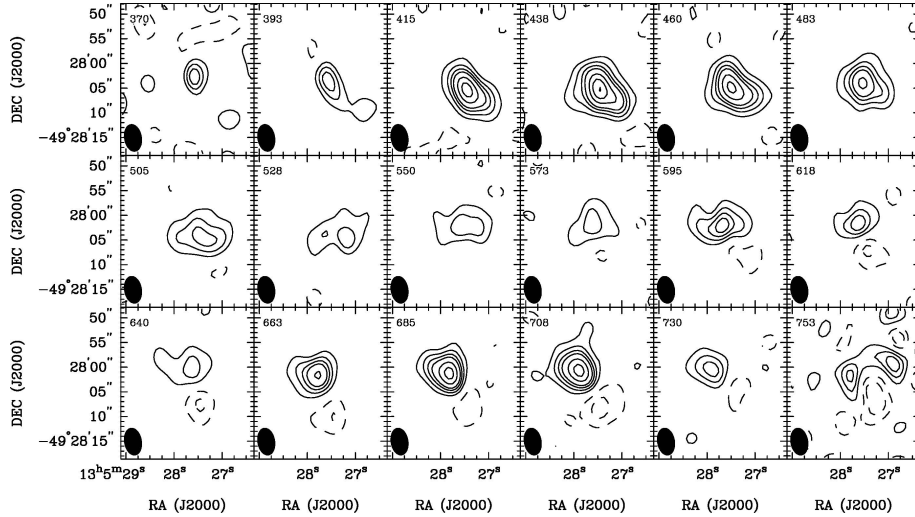 370 393 415 438 460 483
50″
55″
28′00″
05″
10″
−49°28′15″
DEC (J2000)
505 528 550 573 595 618
50″
55″
28′00″
05″
10″
−49°28′15″
DEC (J2000)
640 663 685 708 730 753
50″
55″
28′00″
05″
10″
−49°28′15″
DEC (J2000)
13ʰ5ᵐ29ˢ 28ˢ 27ˢ 28ˢ 27ˢ 28ˢ 27ˢ 28ˢ 27ˢ 28ˢ 27ˢ 28ˢ 27ˢ
RA (J2000) RA (J2000) RA (J2000) RA (J2000) RA (J2000) RA (J2000)